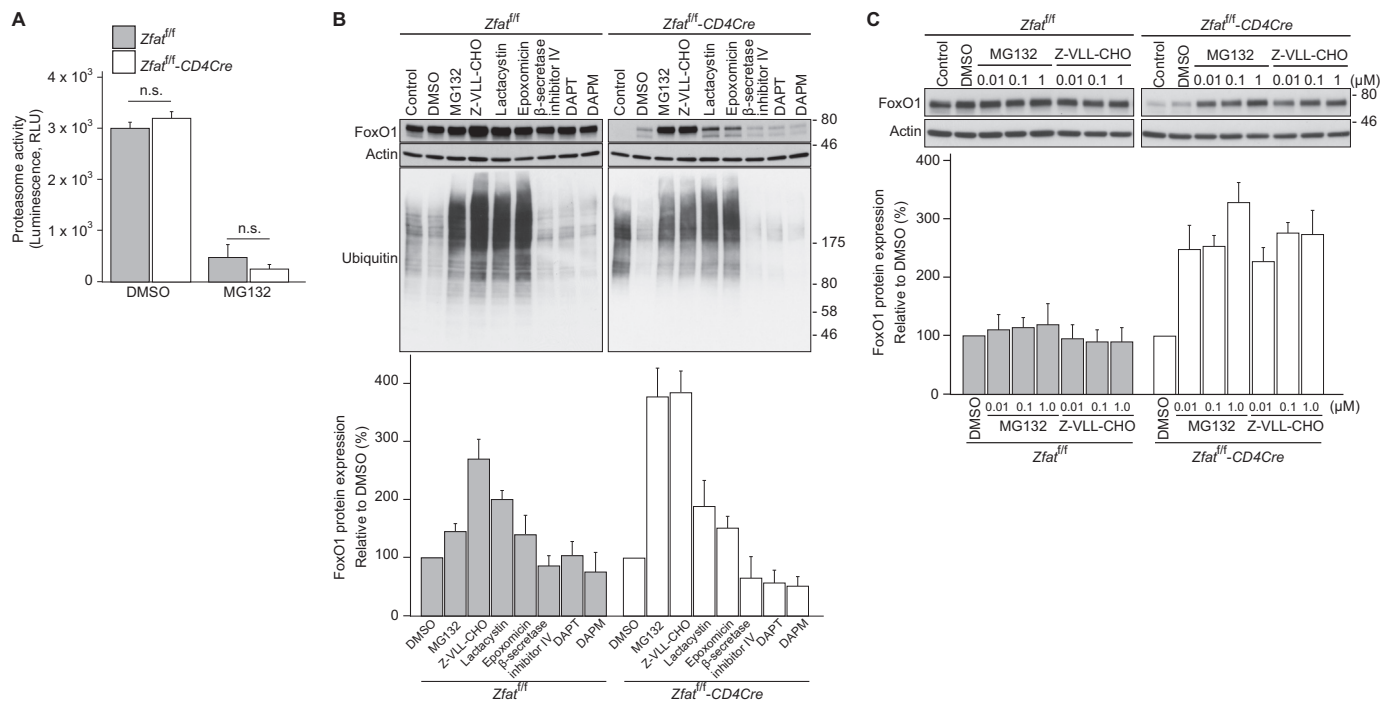 A
Zfat^f/f
Zfat^f/f-CD4Cre
Proteasome activity
(Luminescence, RLU)
4 x 10³
3 x 10³
2 x 10³
1 x 10³
0
n.s.
n.s.
DMSO
MG132
B
Zfat^f/f
Zfat^f/f-CD4Cre
Control
DMSO
MG132
Z-VLL-CHO
Lactacystin
Epoxomicin
β-secretase
inhibitor IV
DAPT
DAPM
Control
DMSO
MG132
Z-VLL-CHO
Lactacystin
Epoxomicin
β-secretase
inhibitor IV
DAPT
DAPM
FoxO1
- 80
- 46
Actin
Ubiquitin
- 175
- 80
- 58
- 46
FoxO1 protein expression
Relative to DMSO (%)
400
300
200
100
0
DMSO
MG132
Z-VLL-CHO
Lactacystin
Epoxomicin
β-secretase
inhibitor IV
DAPT
DAPM
DMSO
MG132
Z-VLL-CHO
Lactacystin
Epoxomicin
β-secretase
inhibitor IV
DAPT
DAPM
Zfat^f/f
Zfat^f/f-CD4Cre
C
Zfat^f/f
Zfat^f/f-CD4Cre
Control
DMSO
MG132
Z-VLL-CHO
Control
DMSO
MG132
Z-VLL-CHO
0.01 0.1 1 0.01 0.1 1
0.01 0.1 1 0.01 0.1 1 (µM)
FoxO1
- 80
- 46
Actin
FoxO1 protein expression
Relative to DMSO (%)
400
300
200
100
0
DMSO
0.01 0.1 1.0 0.01 0.1 1.0
DMSO
0.01 0.1 1.0 0.01 0.1 1.0 (µM)
MG132 Z-VLL-CHO
MG132 Z-VLL-CHO
Zfat^f/f
Zfat^f/f-CD4Cre